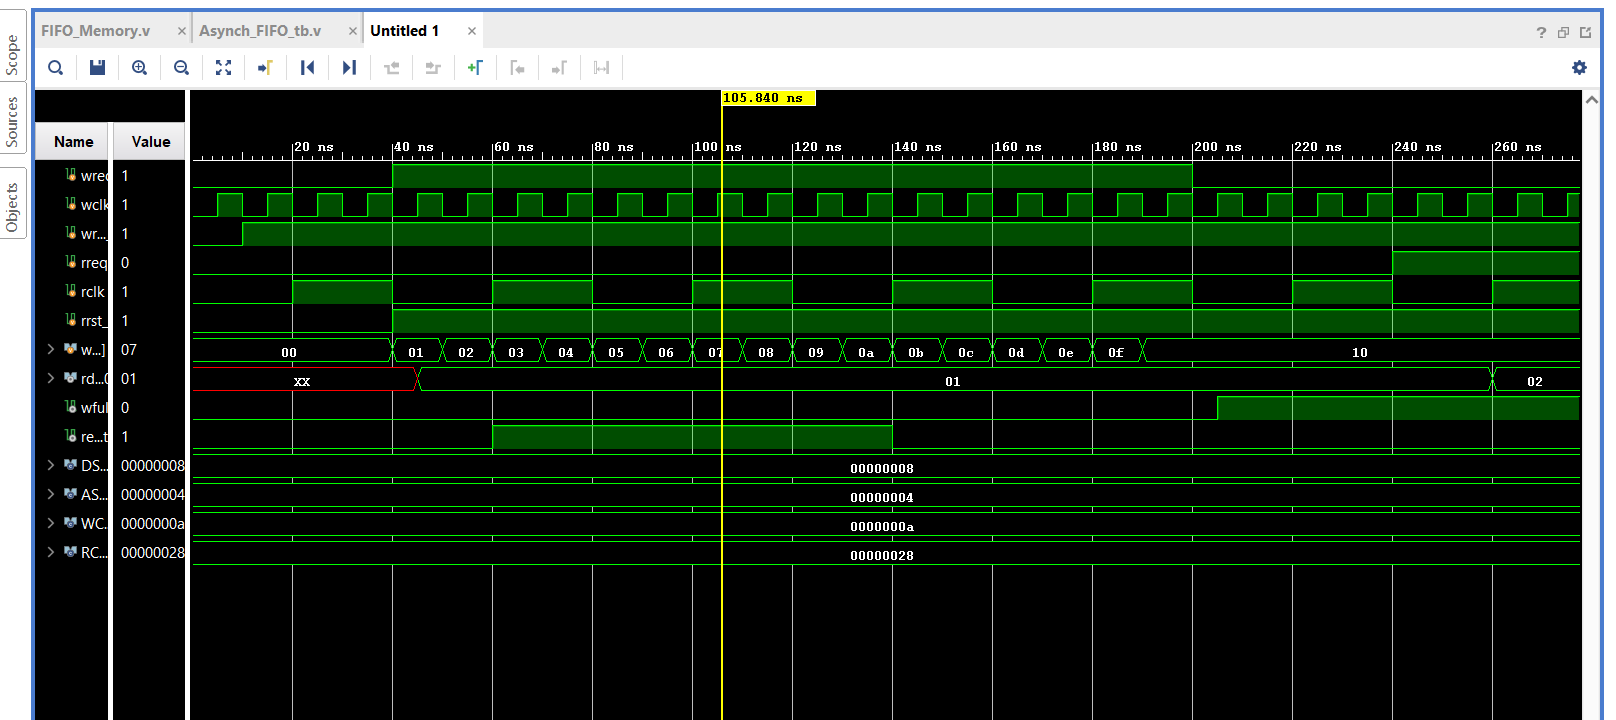 FIFO_Memory.v × Asynch_FIFO_tb.v × Untitled 1 × ?
Scope
Sources
Objects
105.840 ns
Name Value
20 ns 40 ns 60 ns 80 ns 100 ns 120 ns 140 ns 160 ns 180 ns 200 ns 220 ns 240 ns 260 ns
wrec 1
wclk 1
wr..._ 1
rreq 0
rclk 1
rrst_ 1
w...] 07 00 01 02 03 04 05 06 07 08 09 0a 0b 0c 0d 0e 0f 10
rd...0 01 XX 01 02
wful 0
re...t 1
DS... 00000008 00000008
AS... 00000004 00000004
WC... 0000000a 0000000a
RC... 00000028 00000028